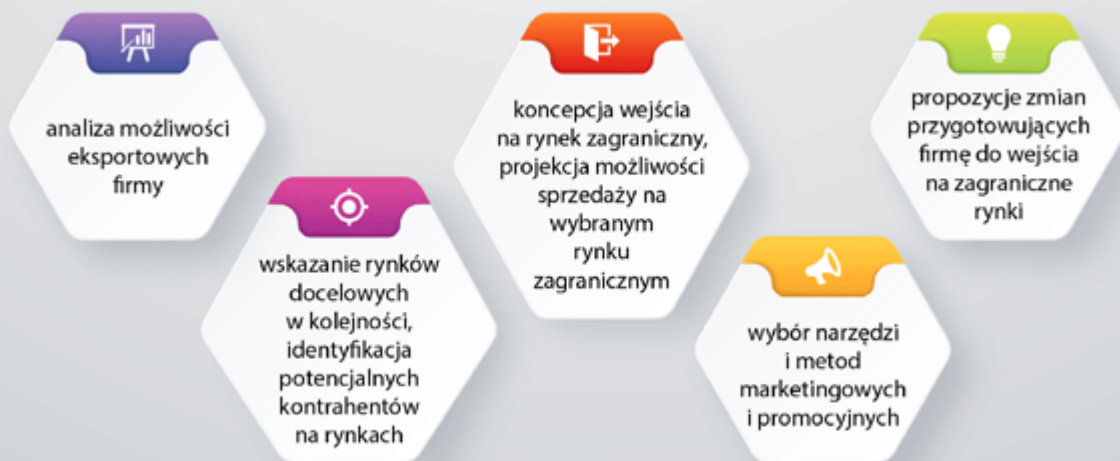 analiza możliwości
eksportowych
firmy
wskazanie rynków
docelowych
w kolejności,
identyfikacja
potencjalnych
kontrahentów
na rynkach
koncepcja wejścia
na rynek zagraniczny,
projekcja możliwości
sprzedaży na
wybranym
rynku
zagranicznym
wybór narzędzi
i metod
marketingowych
i promocyjnych
propozycje zmian
przygotowujących
firmę do wejścia
na zagraniczne
rynki